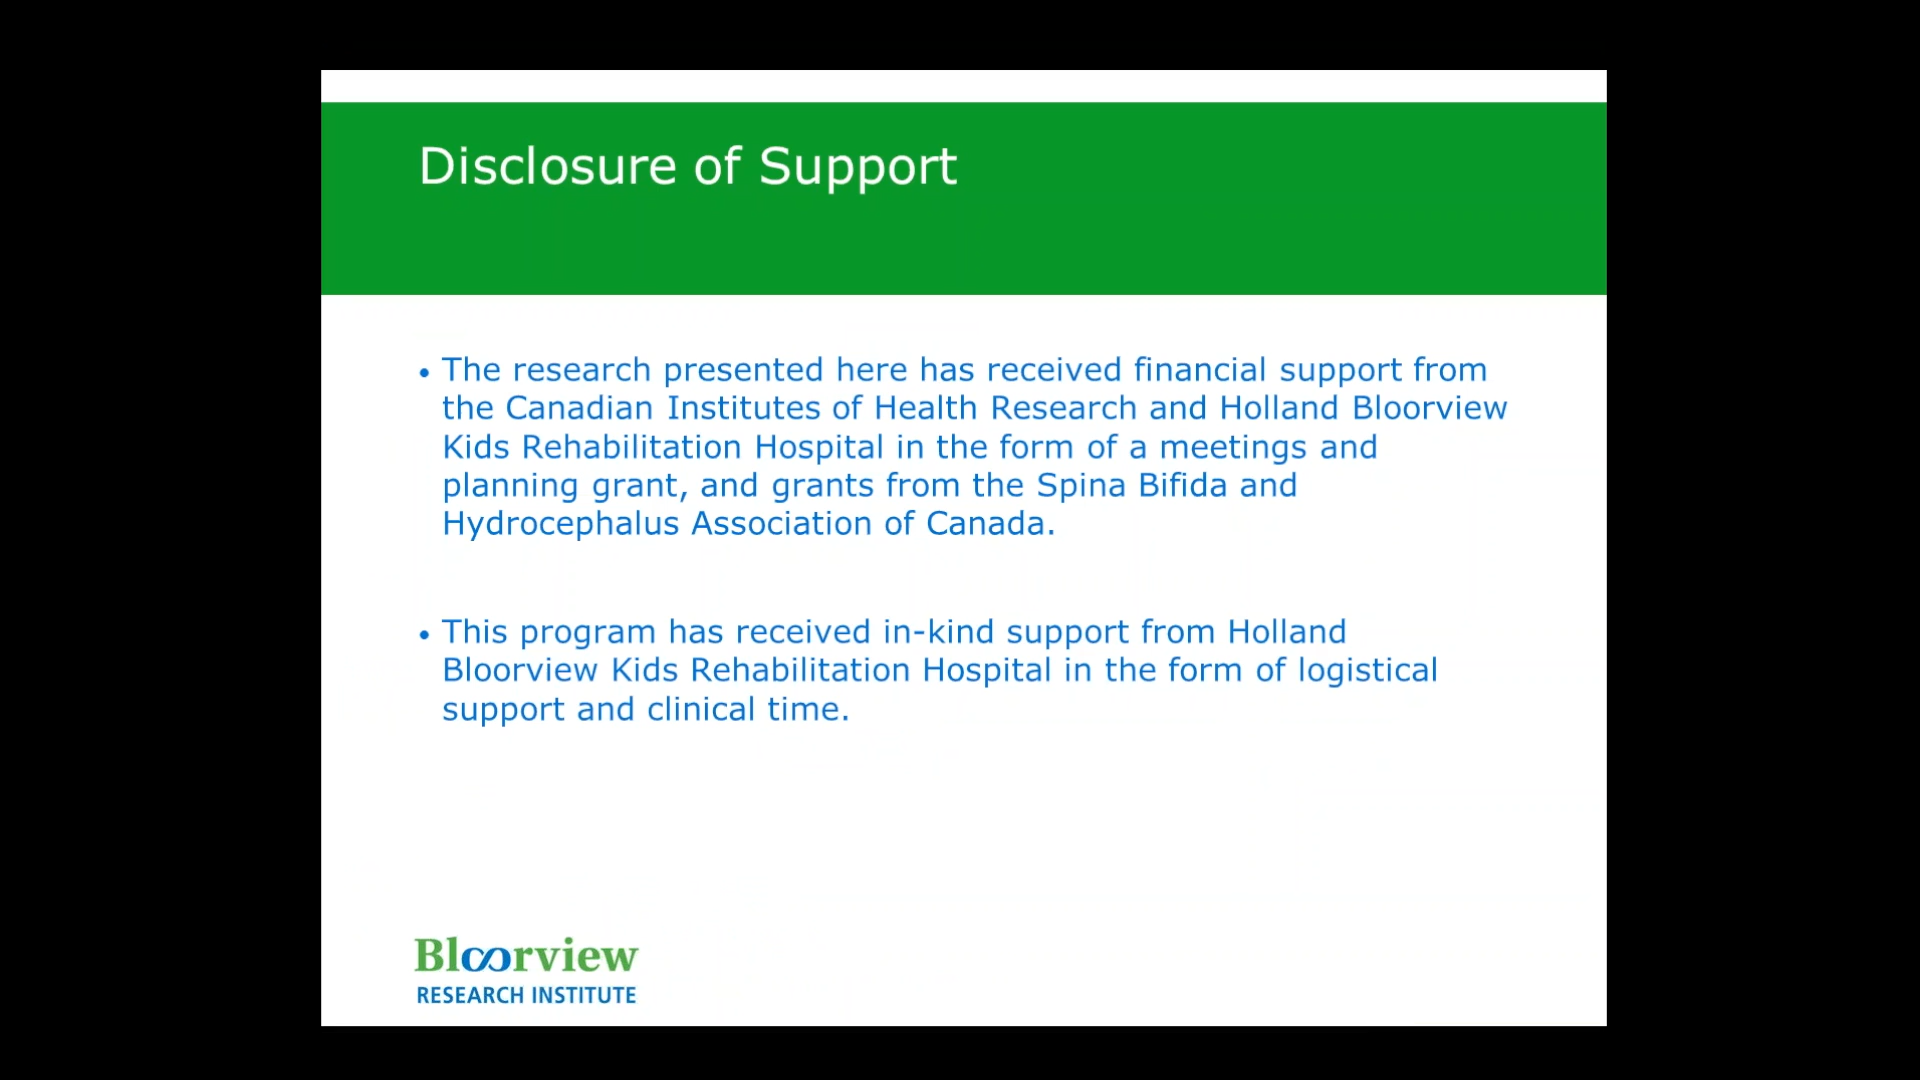 Disclosure of Support
• The research presented here has received financial support from
the Canadian Institutes of Health Research and Holland Bloorview
Kids Rehabilitation Hospital in the form of a meetings and
planning grant, and grants from the Spina Bifida and
Hydrocephalus Association of Canada.
• This program has received in-kind support from Holland
Bloorview Kids Rehabilitation Hospital in the form of logistical
support and clinical time.
Bloorview
RESEARCH INSTITUTE